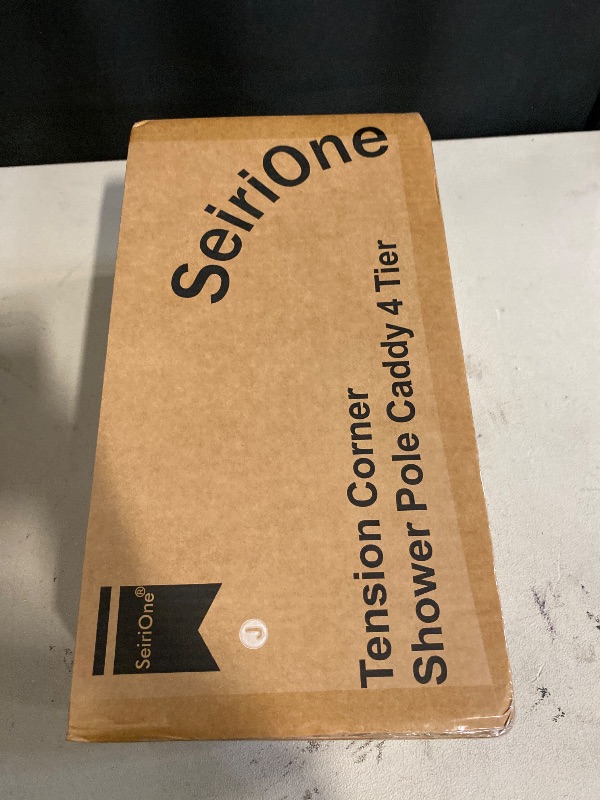 SeiriOne
Tension Corner
Shower Pole Caddy 4 Tier
SeiriOne®
J